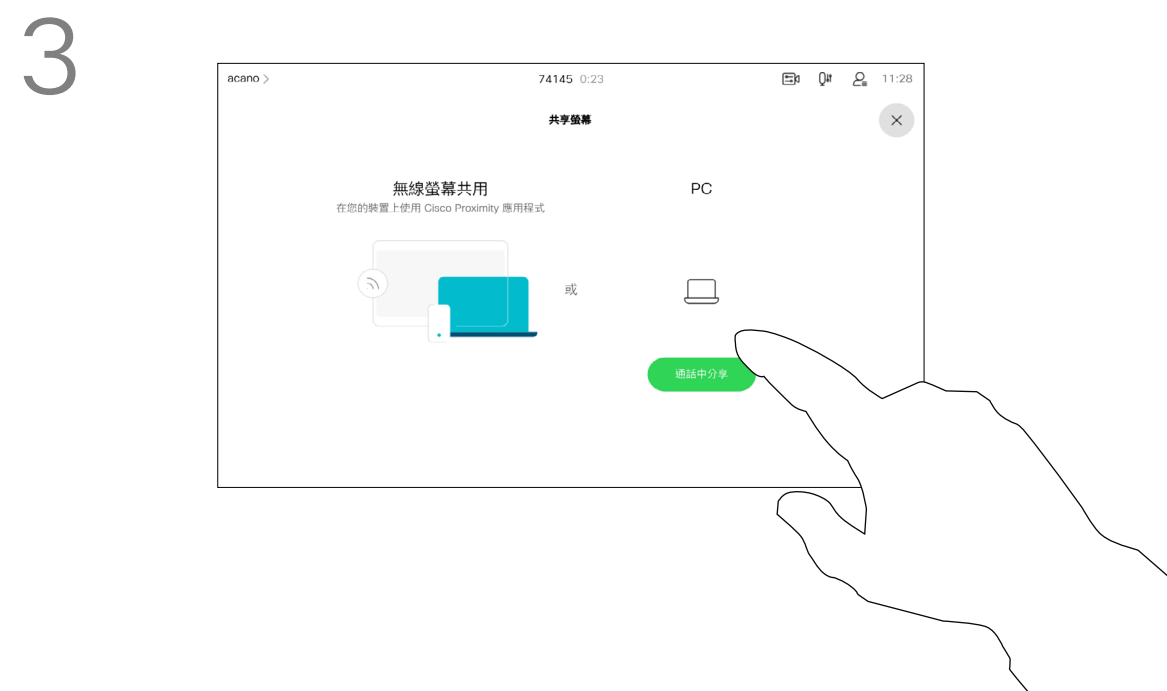 3
acano >
74145 0:23
11:28
共享螢幕
無線螢幕共用
在您的裝置上使用 Cisco Proximity 應用程式
PC
或
通話中分享